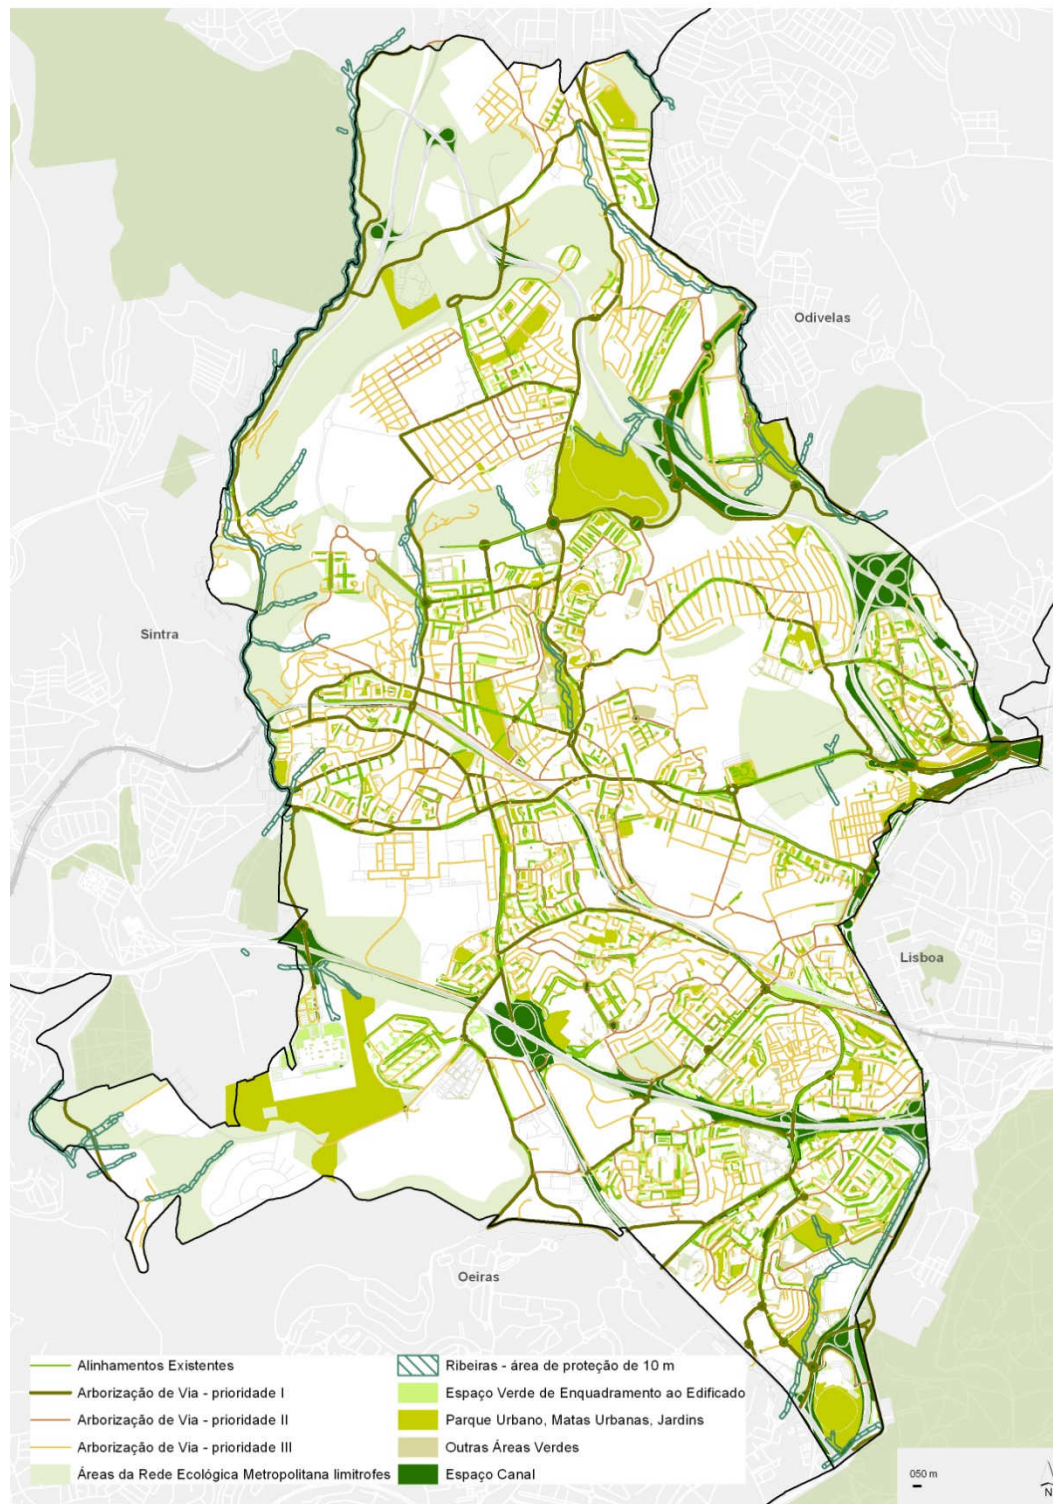 Odivelas
Sintra
Lisboa
Oeiras
Alinhamentos Existentes
Arborização de Via - prioridade I
Arborização de Via - prioridade II
Arborização de Via - prioridade III
Áreas da Rede Ecológica Metropolitana limitrofes
Ribeiras - área de proteção de 10 m
Espaço Verde de Enquadramento ao Edificado
Parque Urbano, Matas Urbanas, Jardins
Outras Áreas Verdes
Espaço Canal
050 m
N